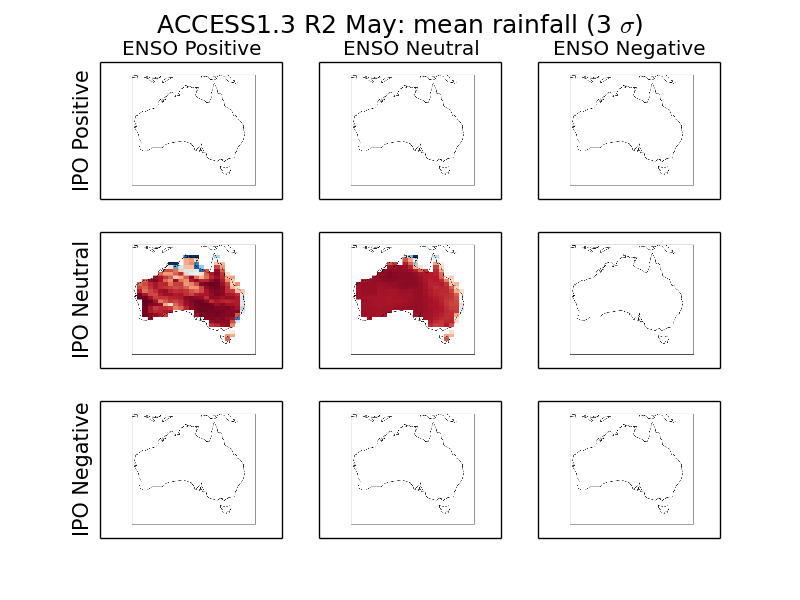 ACCESS1.3 R2 May: mean rainfall (3 σ)
ENSO Positive
ENSO Neutral
ENSO Negative
IPO Positive
IPO Neutral
IPO Negative